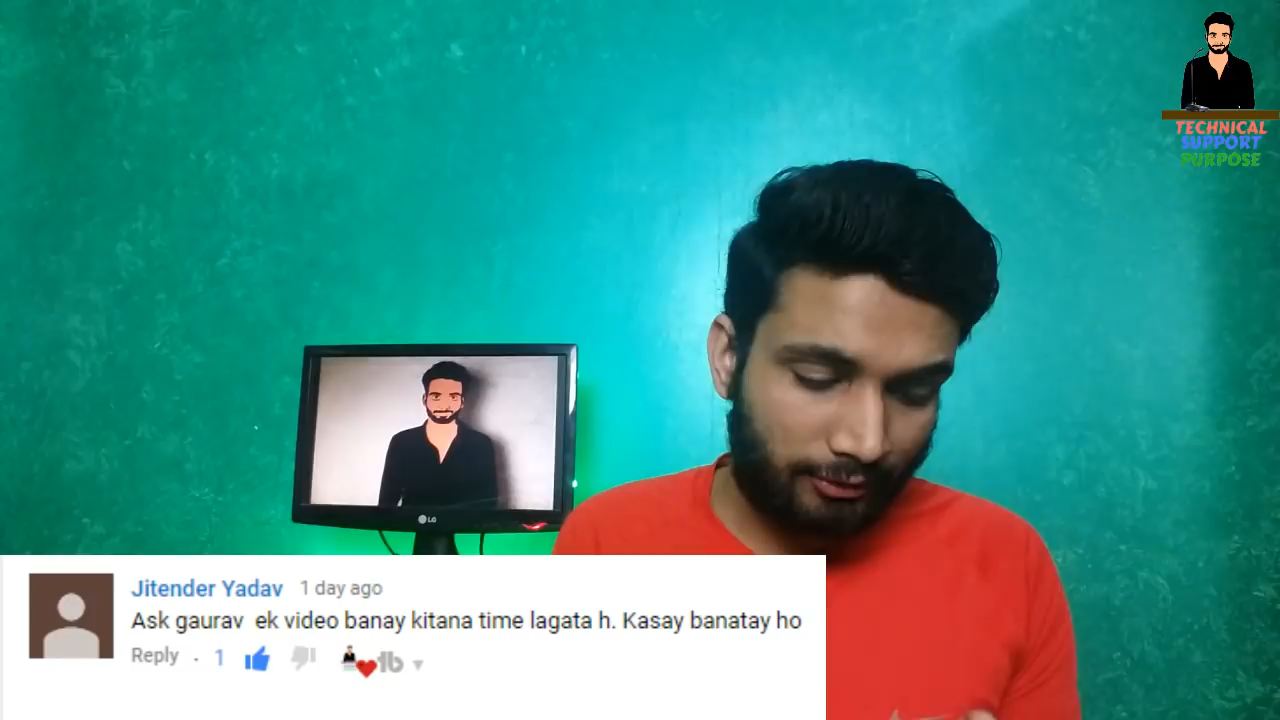 TECHNICAL
SUPPORT
PURPOSE
LG
Jitender Yadav 1 day ago
Ask gaurav ek video banay kitana time lagata h. Kasay banatay ho
Reply . 1